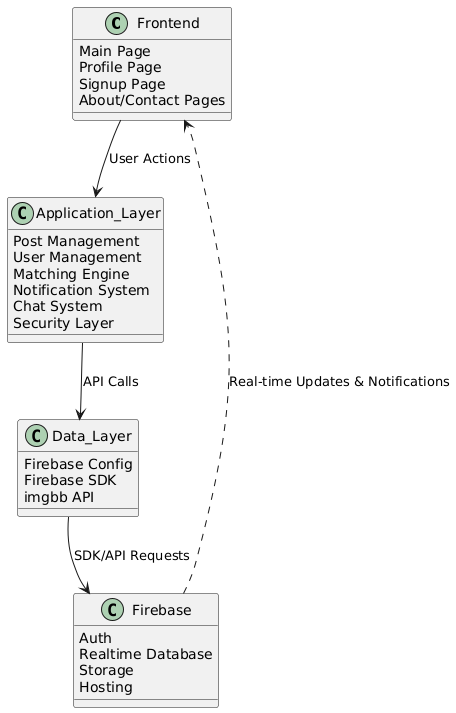 C Frontend
Main Page
Profile Page
Signup Page
About/Contact Pages
User Actions
C Application_Layer
Post Management
User Management
Matching Engine
Notification System
Chat System
Security Layer
API Calls
Real-time Updates & Notifications
C Data_Layer
Firebase Config
Firebase SDK
imgbb API
SDK/API Requests
C Firebase
Auth
Realtime Database
Storage
Hosting